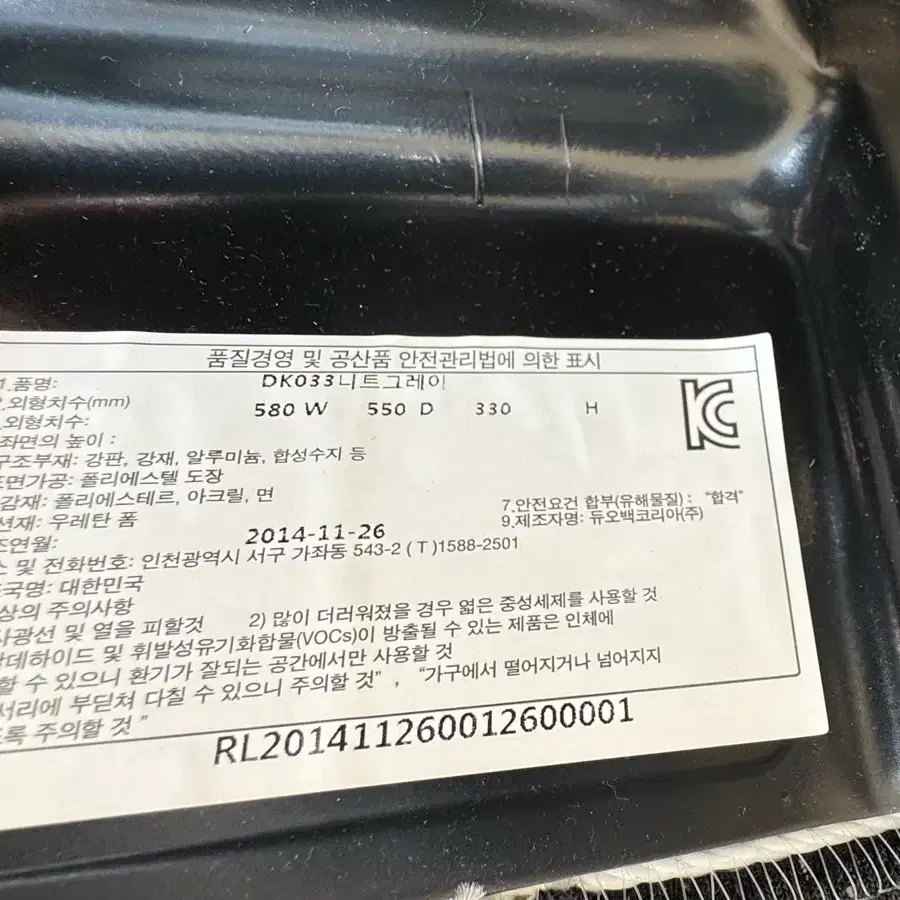 품질경영 및 공산품 안전관리법에 의한 표시
1.품명: DK033니트그레이
외형치수(mm) 580 W 550 D 330 H
외형치수:
좌면의 높이 :
구조부재: 강판, 강재, 알루미늄, 합성수지 등
표면가공: 폴리에스텔 도장
감재: 폴리에스테르, 아크릴, 면
션재: 우레탄 폼
7.안전요건 합부(유해물질) : "합격"
조연월: 2014-11-26
9.제조자명: 듀오백코리아(주)
소 및 전화번호: 인천광역시 서구 가좌동 543-2 ( T )1588-2501
조국명: 대한민국
상의 주의사항
사광선 및 열을 피할것 2) 많이 더러워졌을 경우 엷은 중성세제를 사용할 것
알데하이드 및 휘발성유기화합물(VOCs)이 방출될 수 있는 제품은 인체에
할 수 있으니 환기가 잘되는 공간에서만 사용할 것
서리에 부딛쳐 다칠 수 있으니 주의할 것" , "가구에서 떨어지거나 넘어지지
도록 주의할 것 "
RL201411260012600001
KC